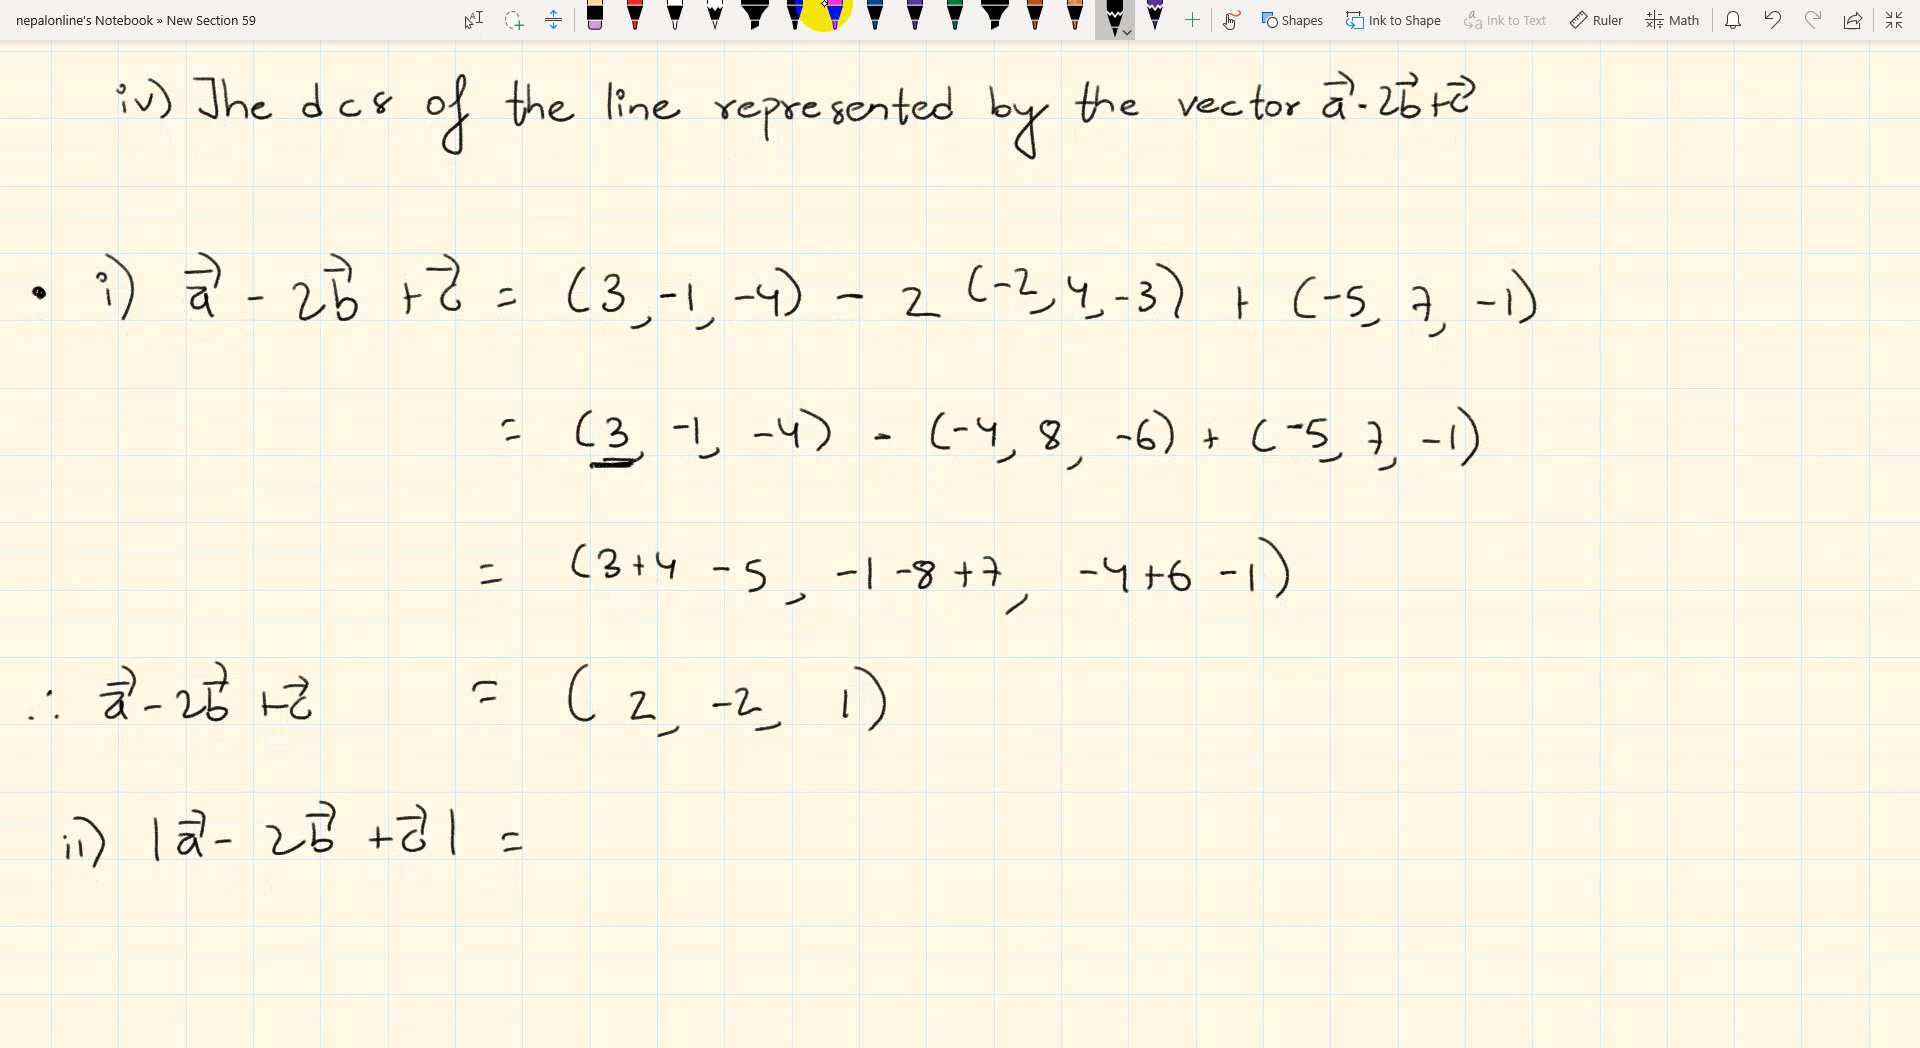 nepalonline's Notebook » New Section 59 Shapes Ink to Shape Ink to Text Ruler Math
iv) The dcs of the line represented by the vector a⃗ - 2b⃗ + c⃗
• i) a⃗ - 2b⃗ + c⃗ = (3, -1, -4) - 2 (-2, 4, -3) + (-5, 7, -1)
= (3, -1, -4) - (-4, 8, -6) + (-5, 7, -1)
= (3+4 -5, -1 -8 +7, -4+6 -1)
∴ a⃗ - 2b⃗ + c⃗ = (2, -2, 1)
ii) |a⃗ - 2b⃗ + c⃗| =